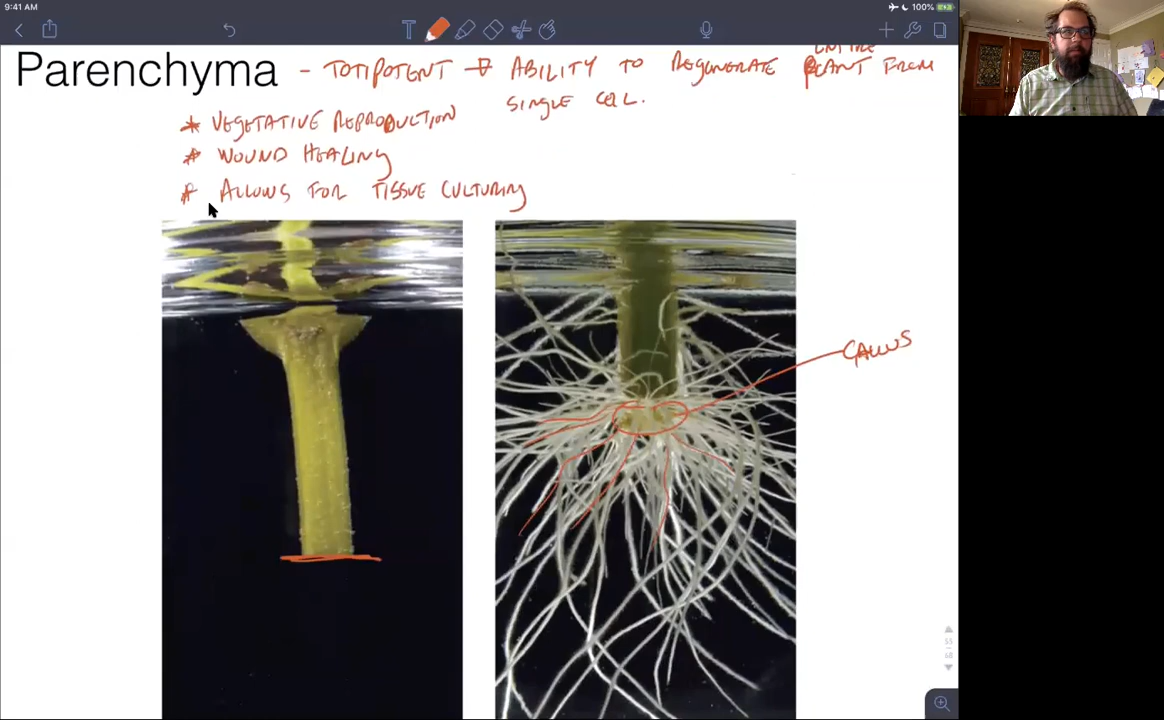 9:41 AM
100%
Parenchyma - TOTIPOTENT → ABILITY TO REGENERATE ENTIRE PLANT FROM
SINGLE CELL.
* VEGETATIVE REPRODUCTION
* WOUND HEALING
* ALLOWS FOR TISSUE CULTURING
CALLUS